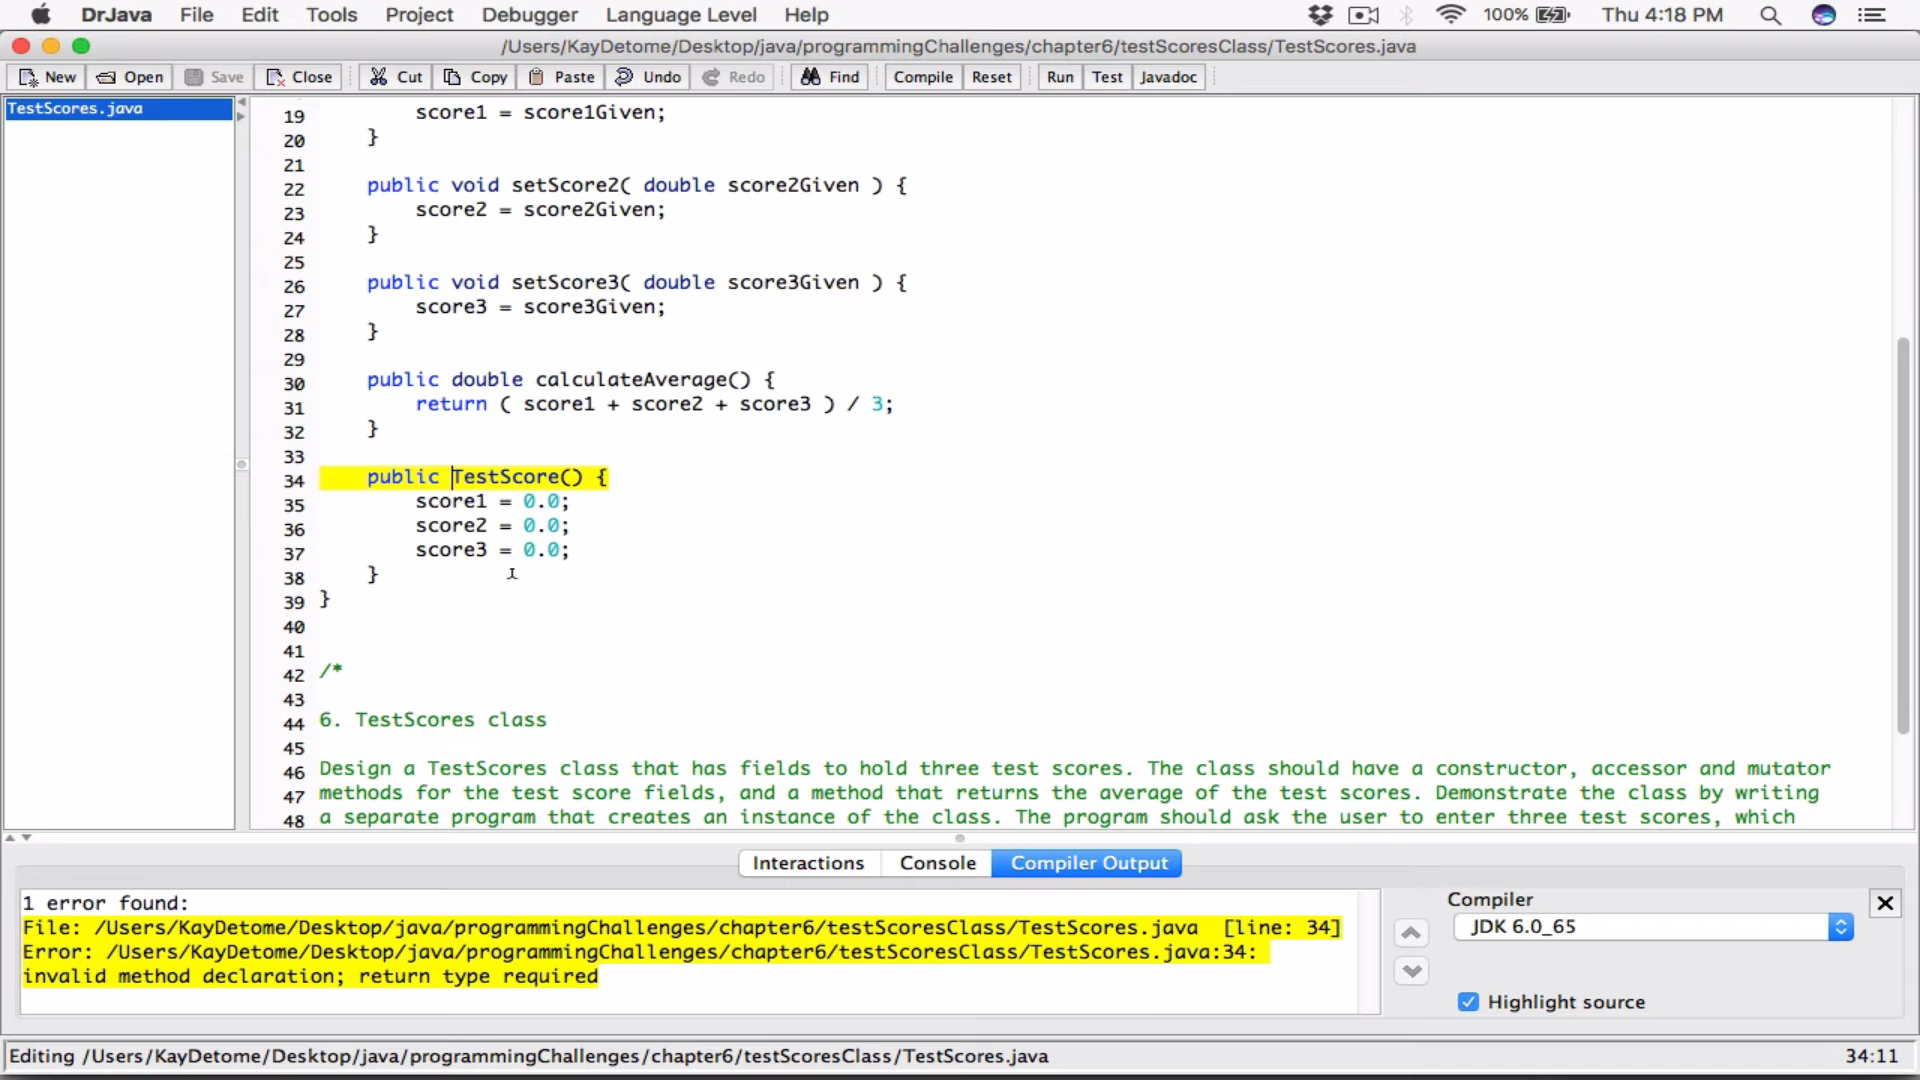 DrJava File Edit Tools Project Debugger Language Level Help 100% Thu 4:18 PM
/Users/KayDetome/Desktop/java/programmingChallenges/chapter6/testScoresClass/TestScores.java
New Open Save Close Cut Copy Paste Undo Redo Find Compile Reset Run Test Javadoc
TestScores.java
19 score1 = score1Given;
20 }
21
22 public void setScore2( double score2Given ) {
23 score2 = score2Given;
24 }
25
26 public void setScore3( double score3Given ) {
27 score3 = score3Given;
28 }
29
30 public double calculateAverage() {
31 return ( score1 + score2 + score3 ) / 3;
32 }
33
34 public TestScore() {
35 score1 = 0.0;
36 score2 = 0.0;
37 score3 = 0.0;
38 }
39 }
40
41
42 /*
43
44 6. TestScores class
45
46 Design a TestScores class that has fields to hold three test scores. The class should have a constructor, accessor and mutator
47 methods for the test score fields, and a method that returns the average of the test scores. Demonstrate the class by writing
48 a separate program that creates an instance of the class. The program should ask the user to enter three test scores, which
Interactions Console Compiler Output
1 error found:
File: /Users/KayDetome/Desktop/java/programmingChallenges/chapter6/testScoresClass/TestScores.java [line: 34]
Error: /Users/KayDetome/Desktop/java/programmingChallenges/chapter6/testScoresClass/TestScores.java:34:
invalid method declaration; return type required
Compiler
JDK 6.0_65
Highlight source
Editing /Users/KayDetome/Desktop/java/programmingChallenges/chapter6/testScoresClass/TestScores.java 34:11